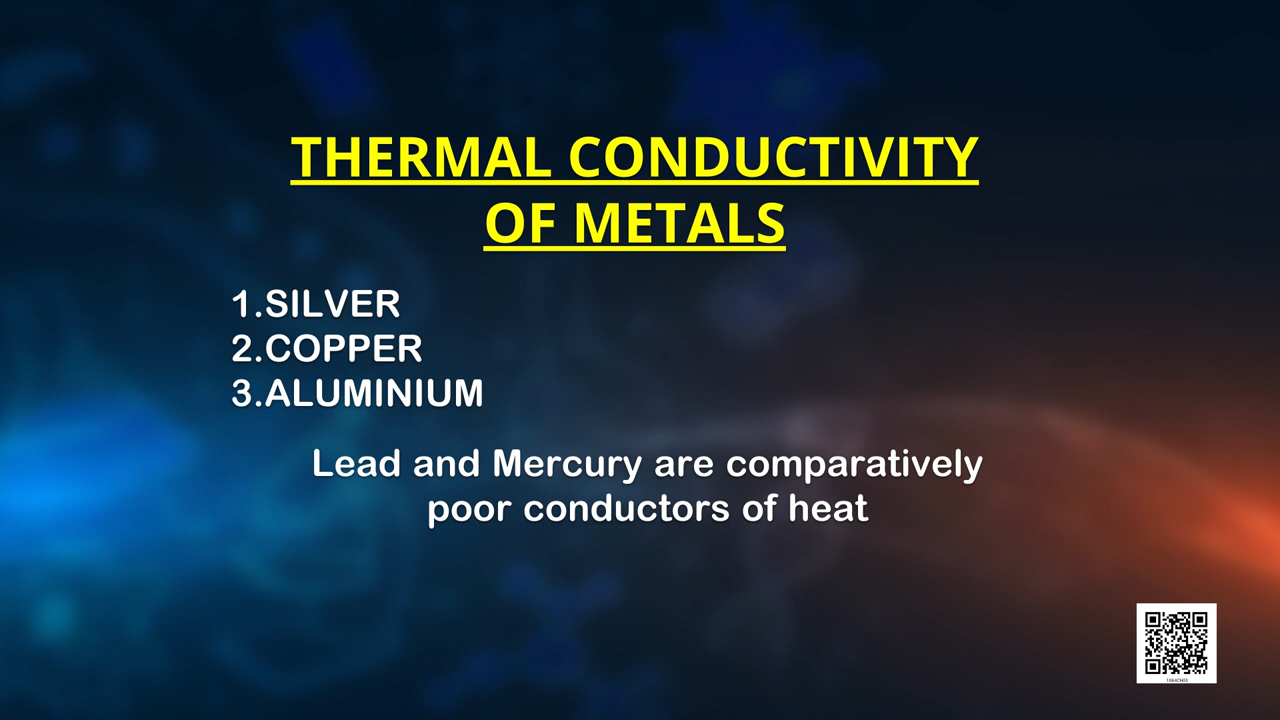 THERMAL CONDUCTIVITY
OF METALS
1.SILVER
2.COPPER
3.ALUMINIUM
Lead and Mercury are comparatively
poor conductors of heat